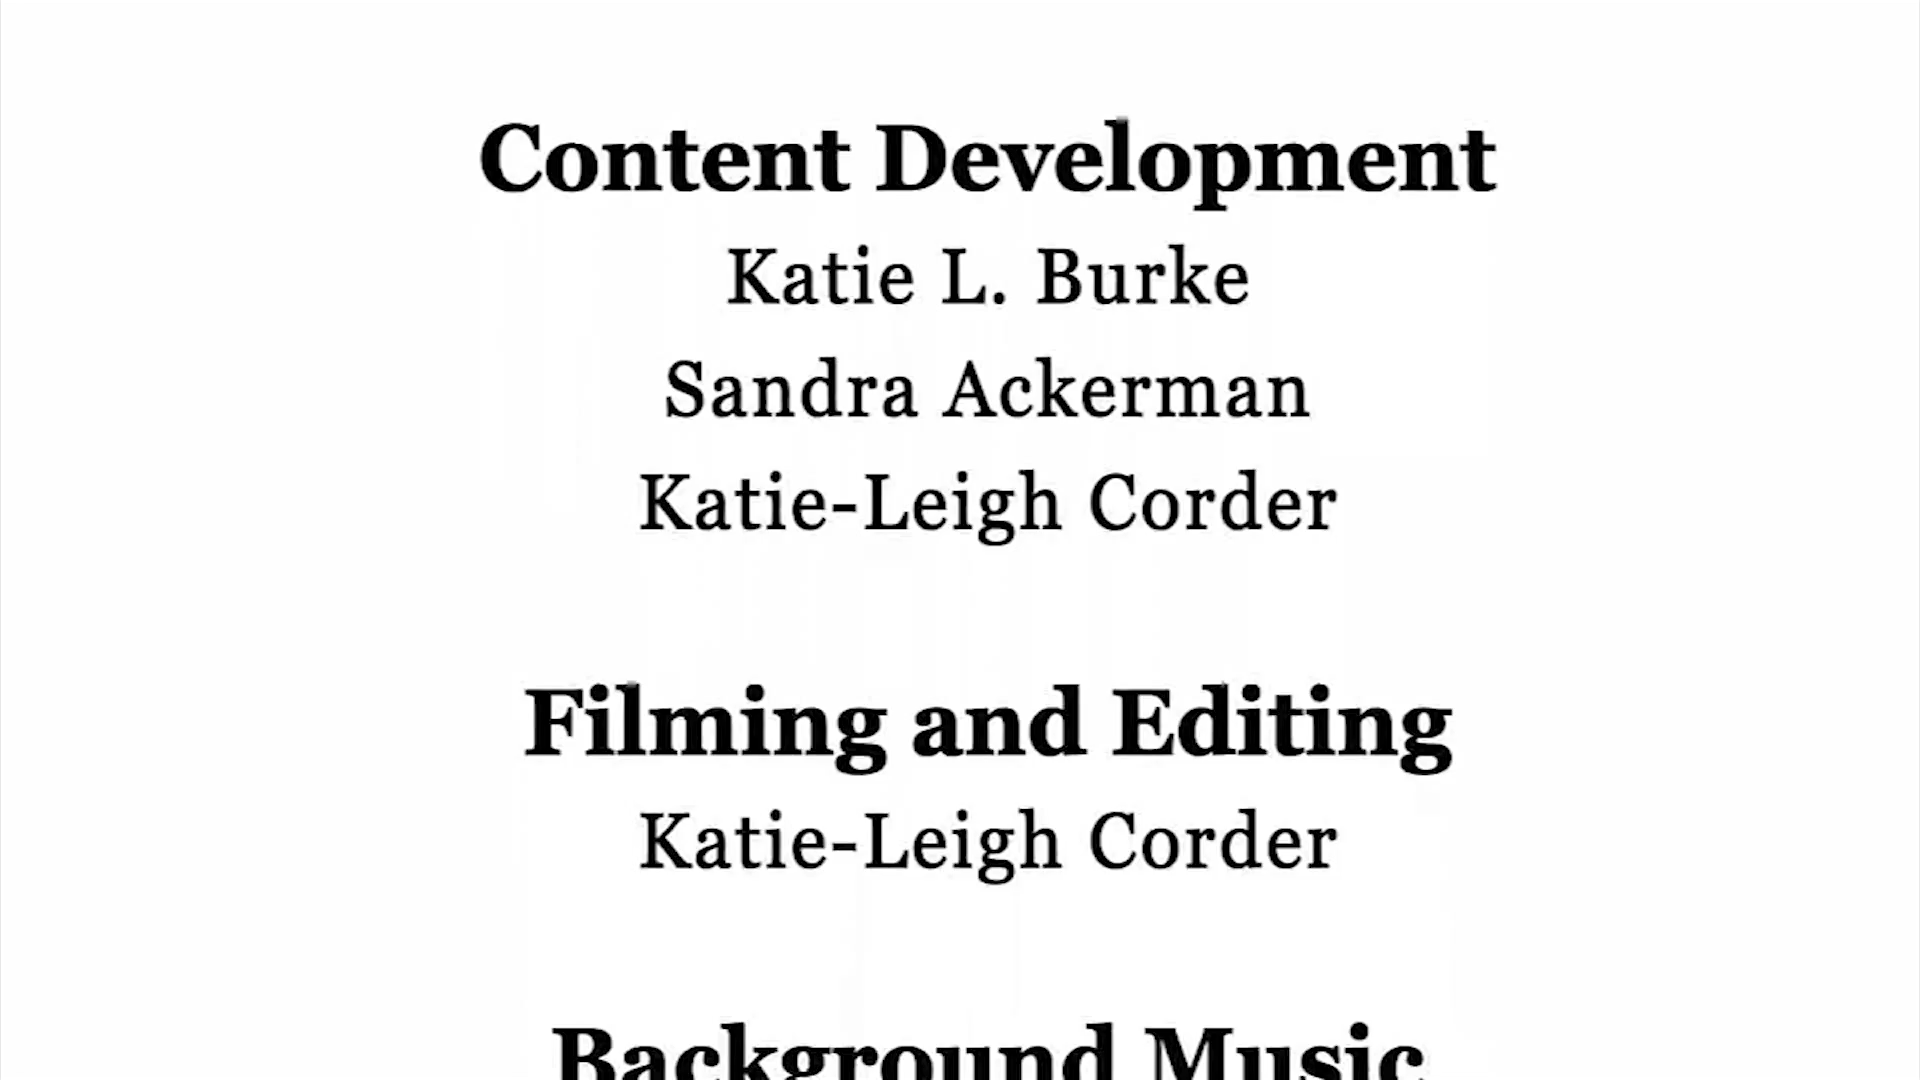 Content Development
Katie L. Burke
Sandra Ackerman
Katie-Leigh Corder
Filming and Editing
Katie-Leigh Corder
Background Music